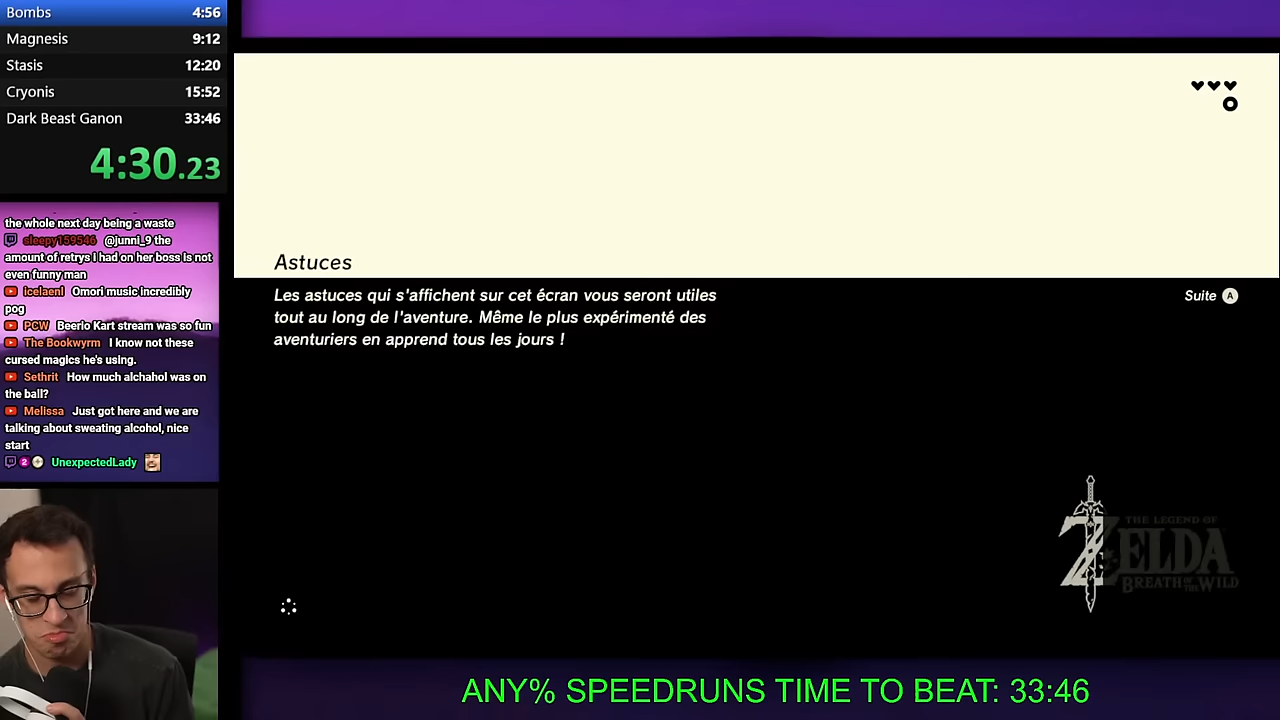 Bombs 4:56
Magnesis 9:12
Stasis 12:20
Cryonis 15:52
Dark Beast Ganon 33:46
4:30.23
the whole next day being a waste
sleepy159546 @junni_9 the
amount of retrys I had on her boss is not
even funny man
icelaenl Omori music incredibly
pog
PCW Beerio Kart stream was so fun
The Bookwyrm I know not these
cursed magics he's using.
Sethrit How much alchahol was on
the ball?
Melissa Just got here and we are
talking about sweating alcohol, nice
start
2 UnexpectedLady
Astuces
Les astuces qui s'affichent sur cet écran vous seront utiles
tout au long de l'aventure. Même le plus expérimenté des
aventuriers en apprend tous les jours !
Suite A
THE LEGEND OF
ZELDA
BREATH OF THE WILD
ANY% SPEEDRUNS TIME TO BEAT: 33:46